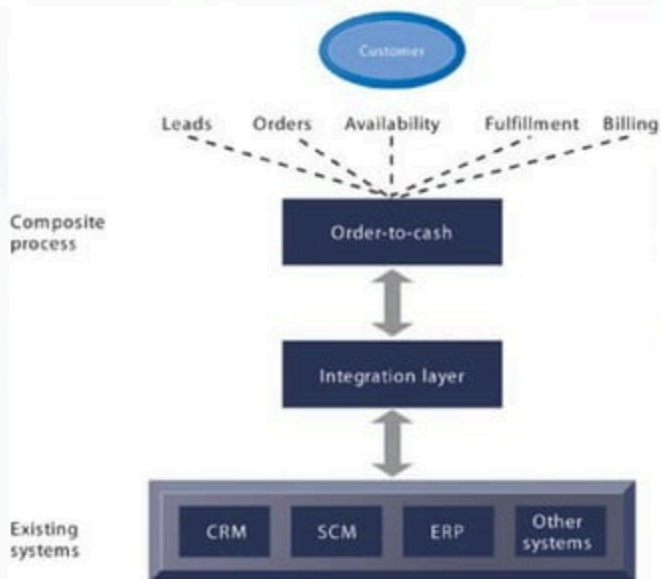 Customer
Leads Orders Availability Fulfillment Billing
Composite
process
Order-to-cash
Integration layer
Existing
systems
CRM SCM ERP Other
systems